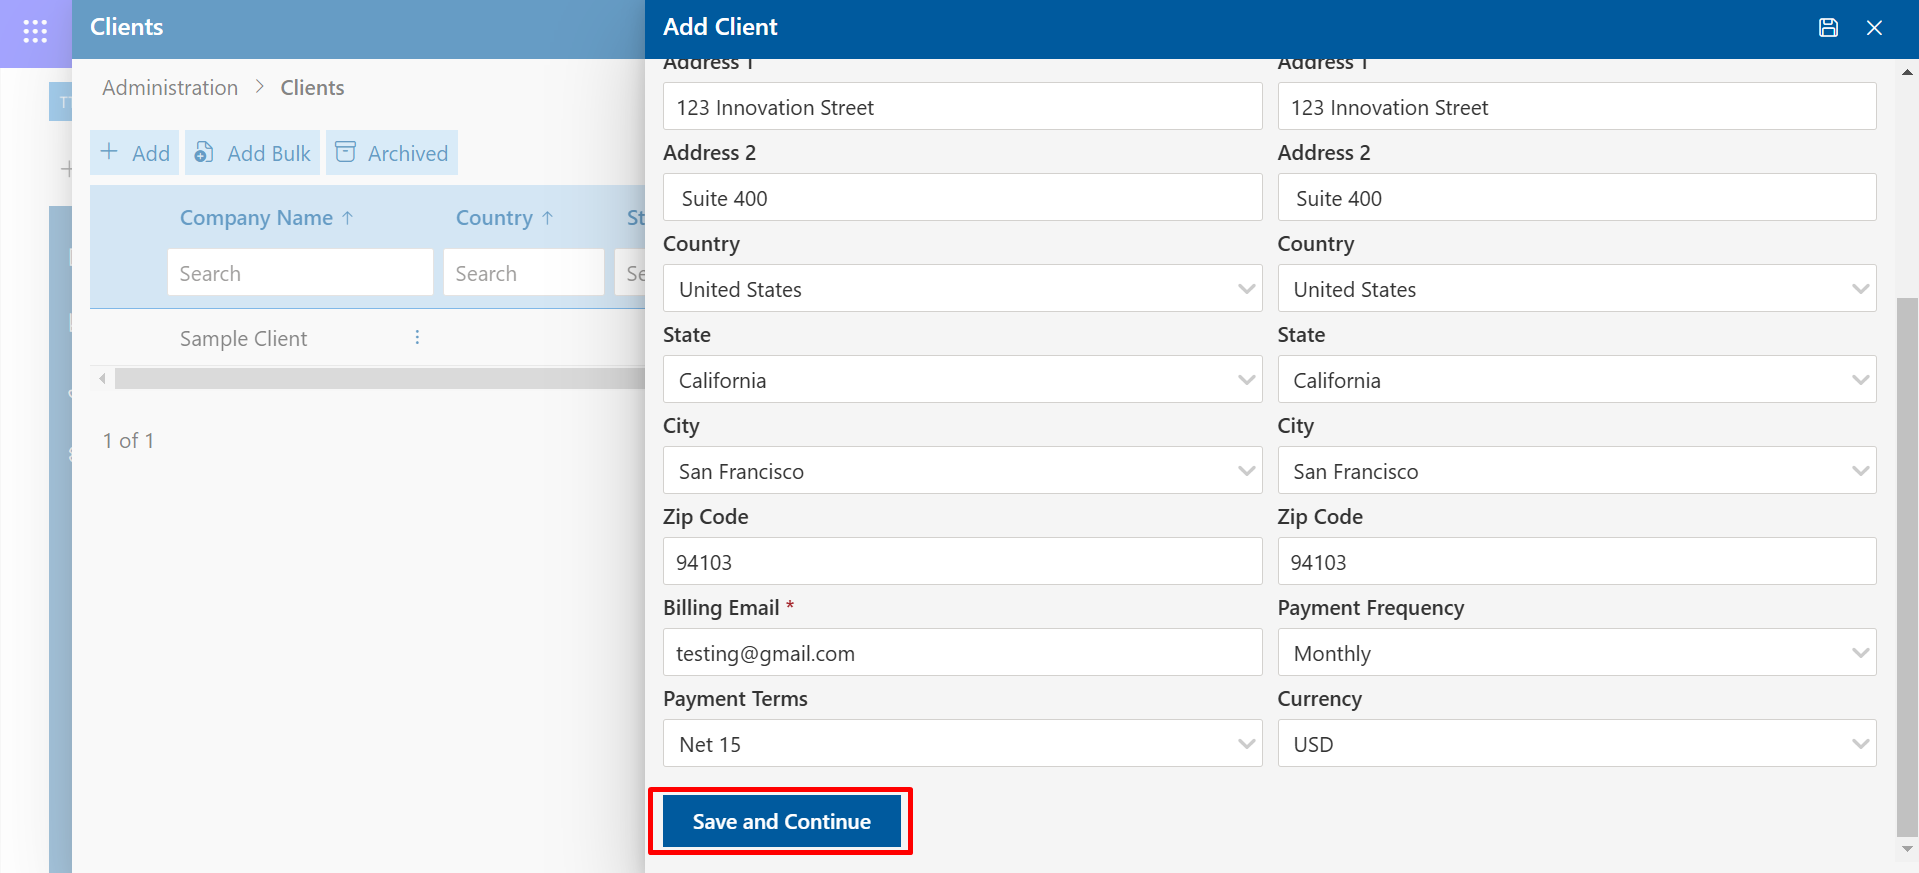 Clients
Administration > Clients
Add Add Bulk Archived
Company Name ↑ Country ↑ St
Search Search Se
Sample Client
1 of 1
Add Client
Address 1 Address 1
123 Innovation Street 123 Innovation Street
Address 2 Address 2
Suite 400 Suite 400
Country Country
United States United States
State State
California California
City City
San Francisco San Francisco
Zip Code Zip Code
94103 94103
Billing Email * Payment Frequency
testing@gmail.com Monthly
Payment Terms Currency
Net 15 USD
Save and Continue